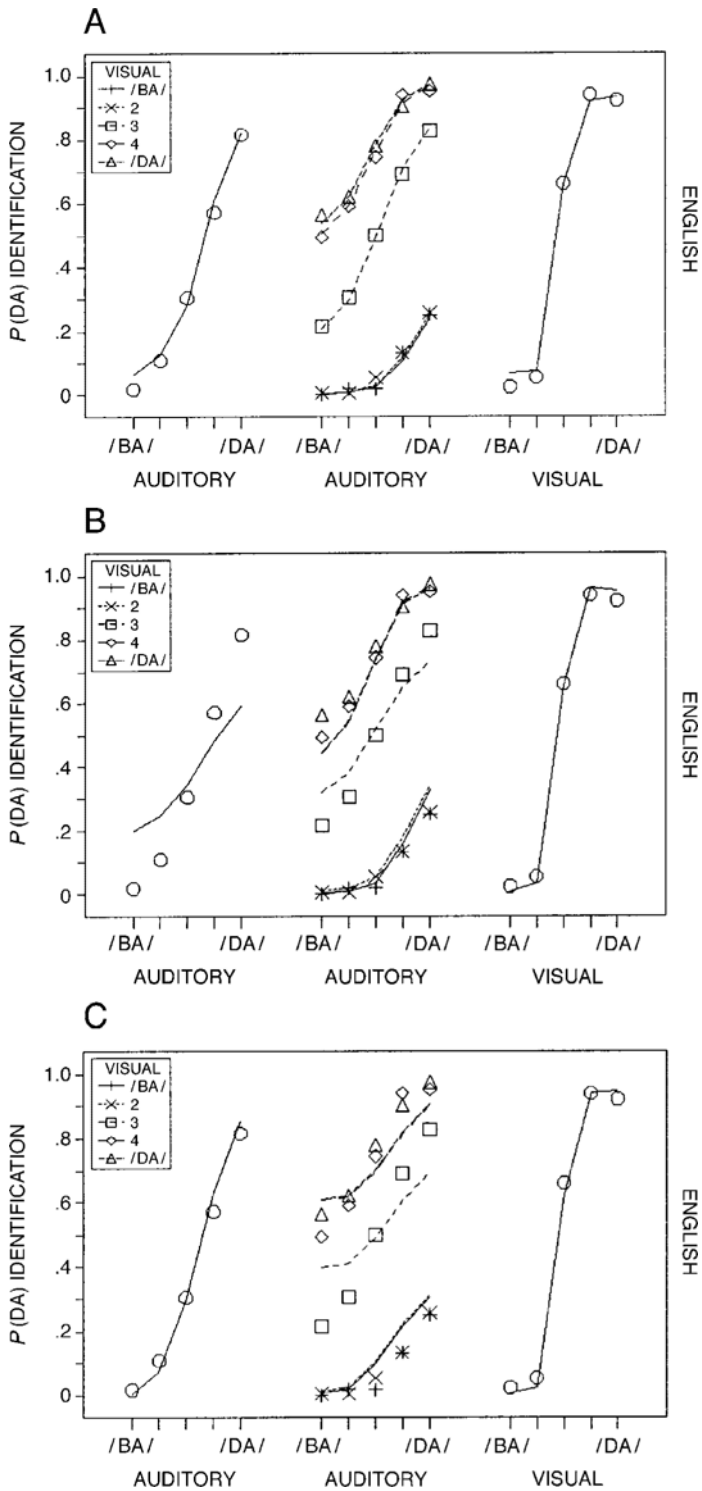 A
VISUAL
/BA/
2
3
4
/DA/
1.0
.8
.6
.4
.2
0
P(DA) IDENTIFICATION
ENGLISH
/BA/ /DA/ /BA/ /DA/ /BA/ /DA/
AUDITORY AUDITORY VISUAL
B
VISUAL
/BA/
2
3
4
/DA/
1.0
.8
.6
.4
.2
0
P(DA) IDENTIFICATION
ENGLISH
/BA/ /DA/ /BA/ /DA/ /BA/ /DA/
AUDITORY AUDITORY VISUAL
C
VISUAL
/BA/
2
3
4
/DA/
1.0
.8
.6
.4
.2
0
P(DA) IDENTIFICATION
ENGLISH
/BA/ /DA/ /BA/ /DA/ /BA/ /DA/
AUDITORY AUDITORY VISUAL